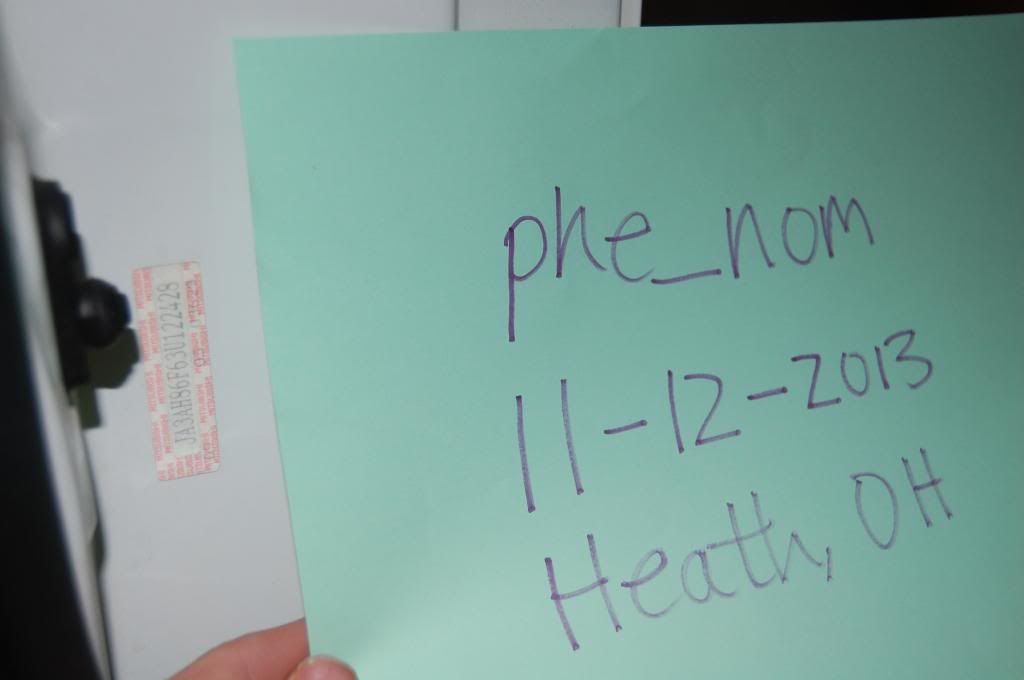 JA3AH86F63U122428
phe_nom
11-12-2013
Heath, OH